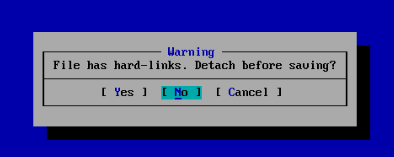 Warning
File has hard-links. Detach before saving?
[ Yes ] [ No ] [ Cancel ]